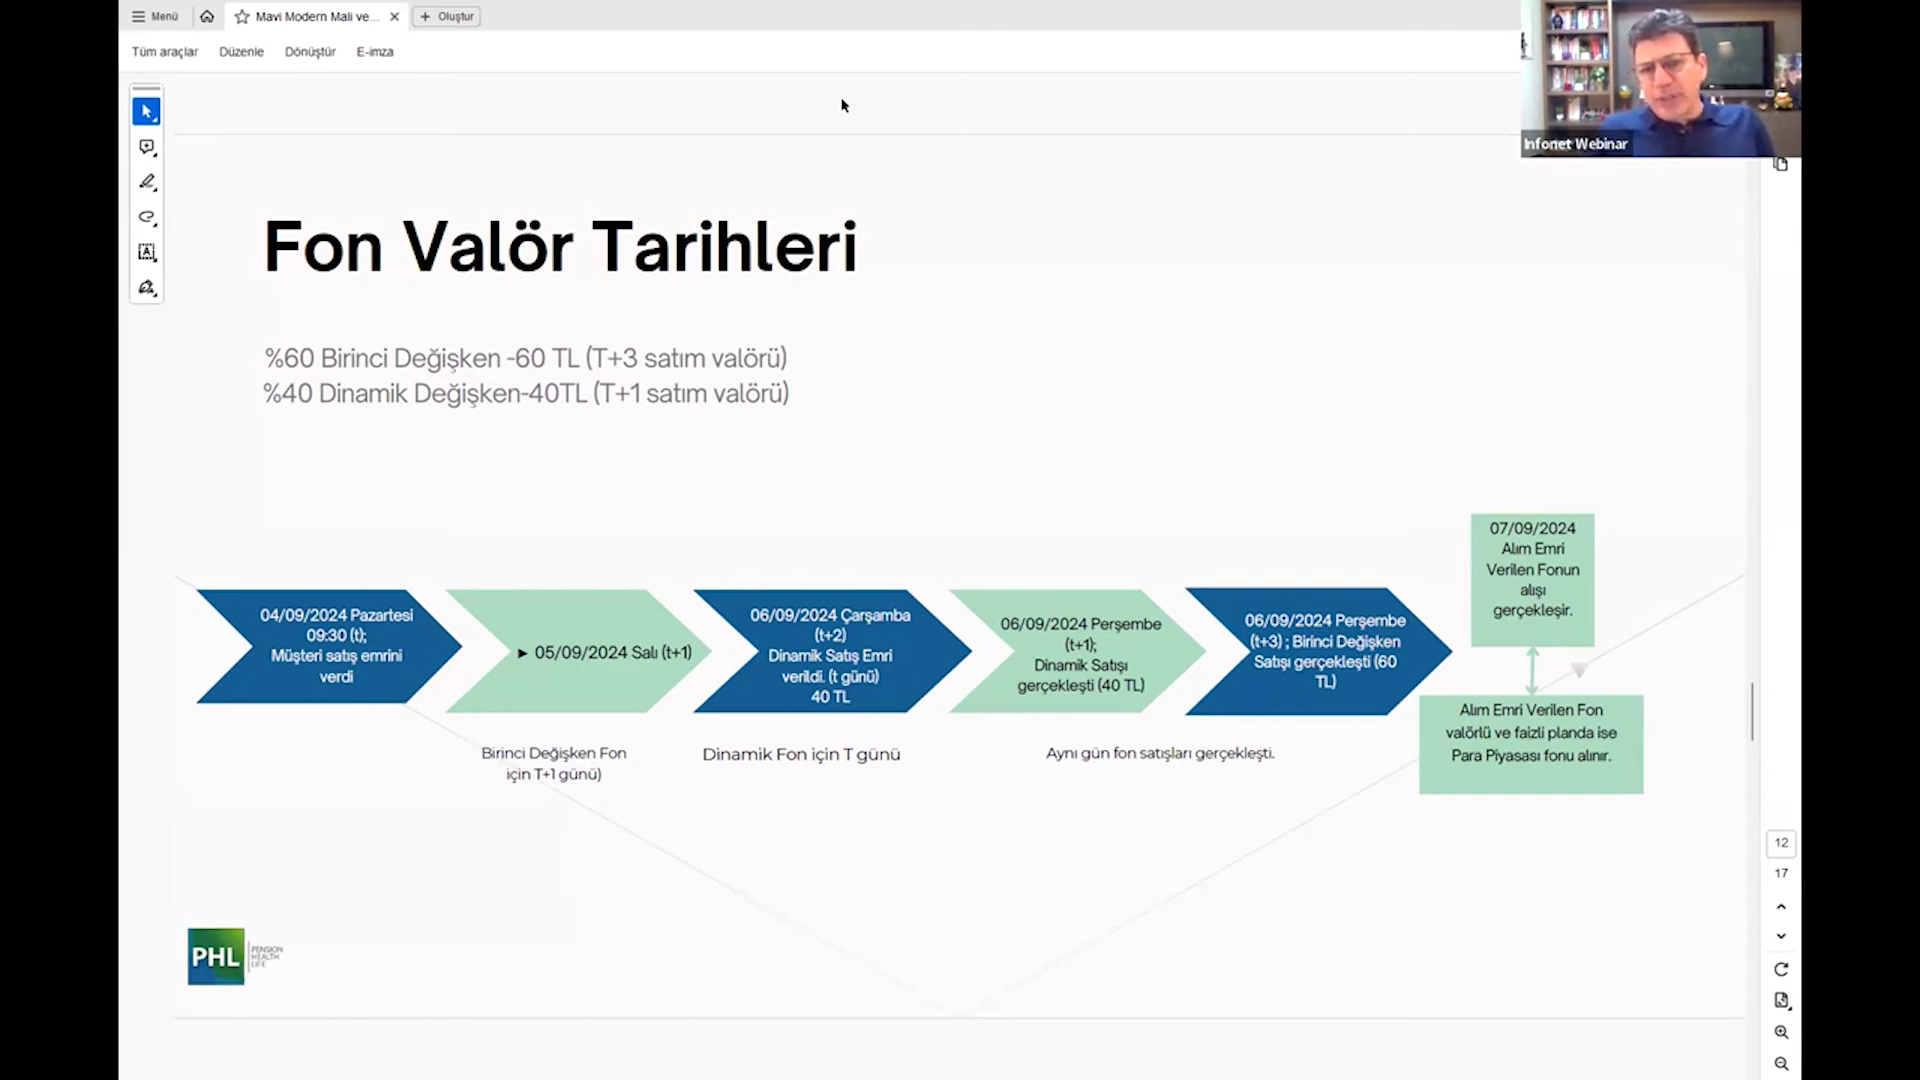 Menü
Mavi Modern Mali ve...
Oluştur
Tüm araçlar
Düzenle
Dönüştür
E-imza
Infonet Webinar
Fon Valör Tarihleri
%60 Birinci Değişken -60 TL (T+3 satım valörü)
%40 Dinamik Değişken-40TL (T+1 satım valörü)
04/09/2024 Pazartesi
09:30 (t);
Müşteri satış emrini
verdi
► 05/09/2024 Salı (t+1)
06/09/2024 Çarşamba
(t+2)
Dinamik Satış Emri
verildi. (t günü)
40 TL
06/09/2024 Perşembe
(t+1);
Dinamik Satışı
gerçekleşti (40 TL)
06/09/2024 Perşembe
(t+3) ; Birinci Değişken
Satışı gerçekleşti (60
TL)
07/09/2024
Alım Emri
Verilen Fonun
alışı
gerçekleşir.
Alım Emri Verilen Fon
valörlü ve faizli planda ise
Para Piyasası fonu alınır.
Birinci Değişken Fon
için T+1 günü)
Dinamik Fon için T günü
Aynı gün fon satışları gerçekleşti.
PHL
PENSION
HEALTH
LIFE
12
17